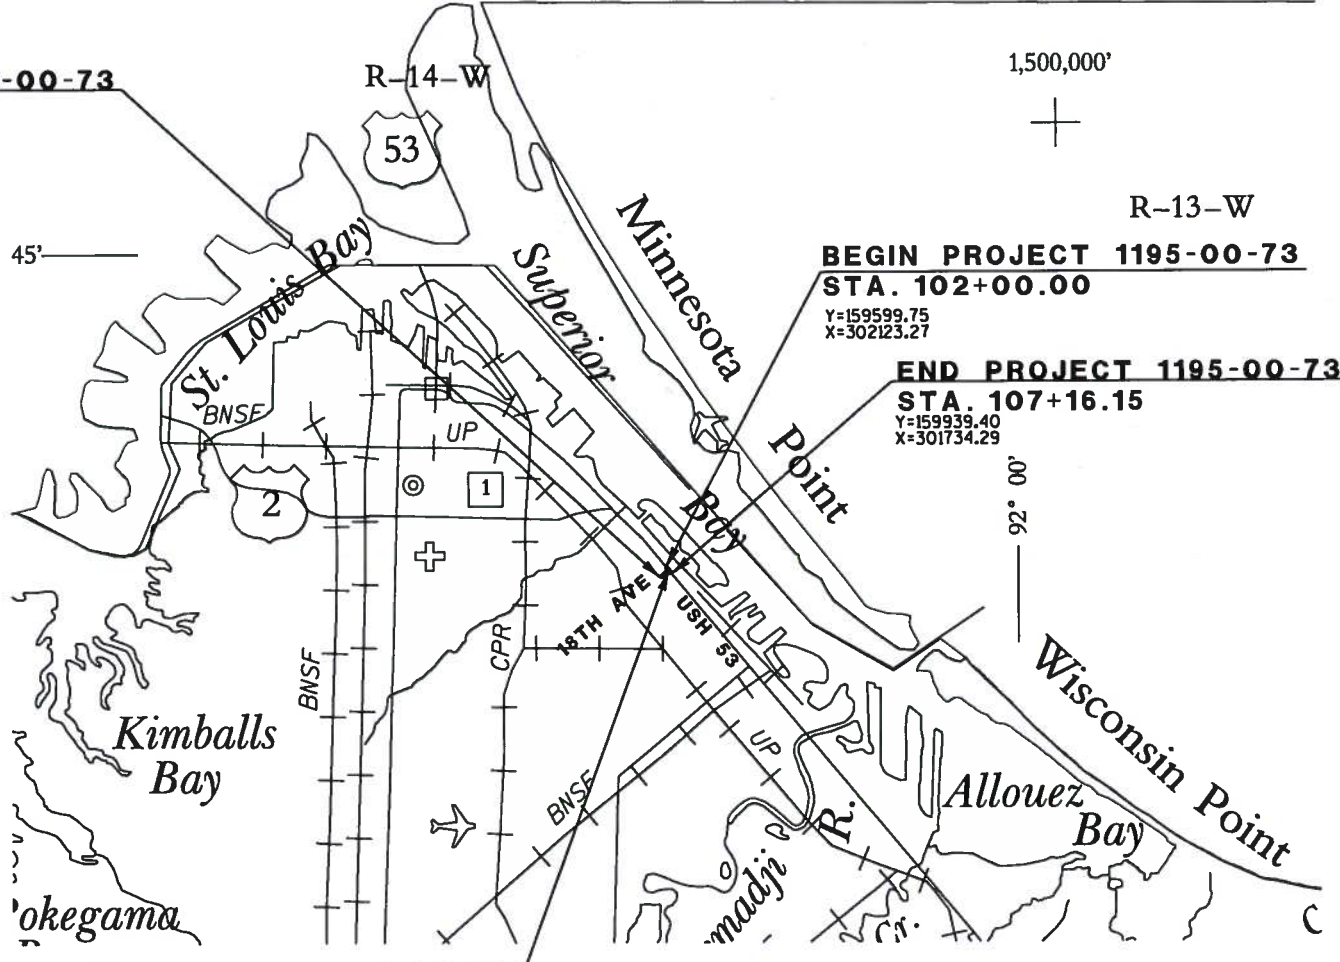 -00-73
R-14-W
1,500,000'
53
R-13-W
45'
St. Louis Bay
Superior
Bay
Minnesota
Point
BEGIN PROJECT 1195-00-73
STA. 102+00.00
Y=159599.75
X=302123.27
END PROJECT 1195-00-73
STA. 107+16.15
Y=159939.40
X=301734.29
BNSF
UP
2
1
92° 00'
18TH AVE
USH 53
CPR
BNSF
Kimballs
Bay
UP
BNSF
Wisconsin Point
Allouez
Bay
R.
madji
Cr.
okegama
C